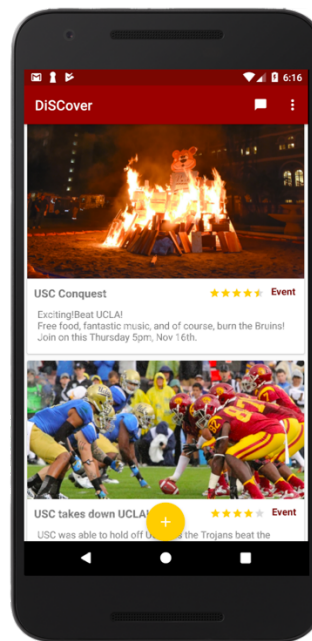 6:16
DiSCover
USC Conquest
Event
Exciting!Beat UCLA!
Free food, fantastic music, and of course, burn the Bruins!
Join on this Thursday 5pm, Nov 16th.
USC takes down UCLA!
Event
USC was able to hold off the Trojans beat the